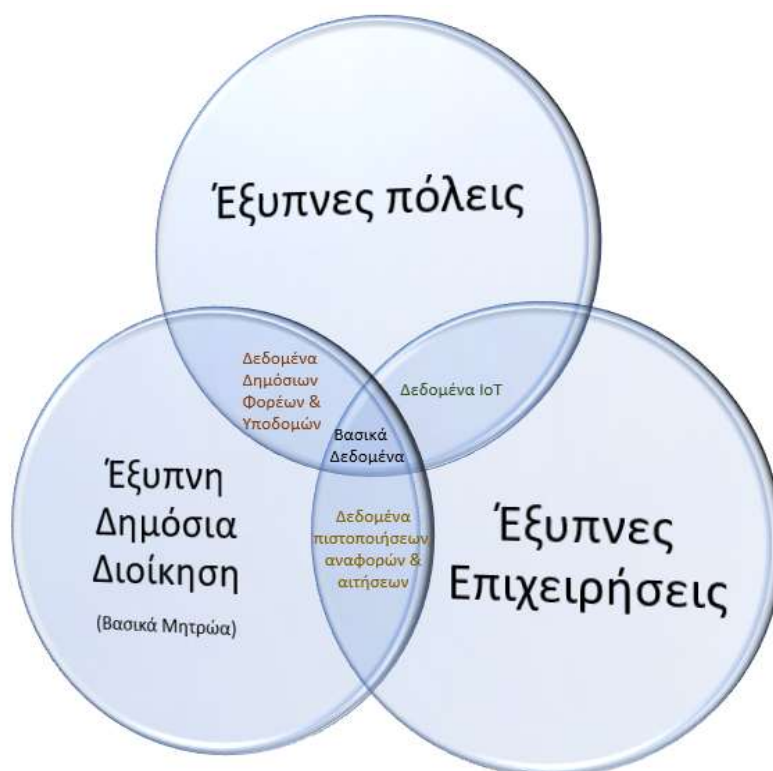 Έξυπνες πόλεις
Δεδομένα
Δημόσιων
Φορέων &
Υποδομών
Δεδομένα IoT
Βασικά
Δεδομένα
Έξυπνη
Δημόσια
Διοίκηση
(Βασικά Μητρώα)
Δεδομένα
πιστοποιήσεων
αναφορών &
αιτήσεων
Έξυπνες
Επιχειρήσεις